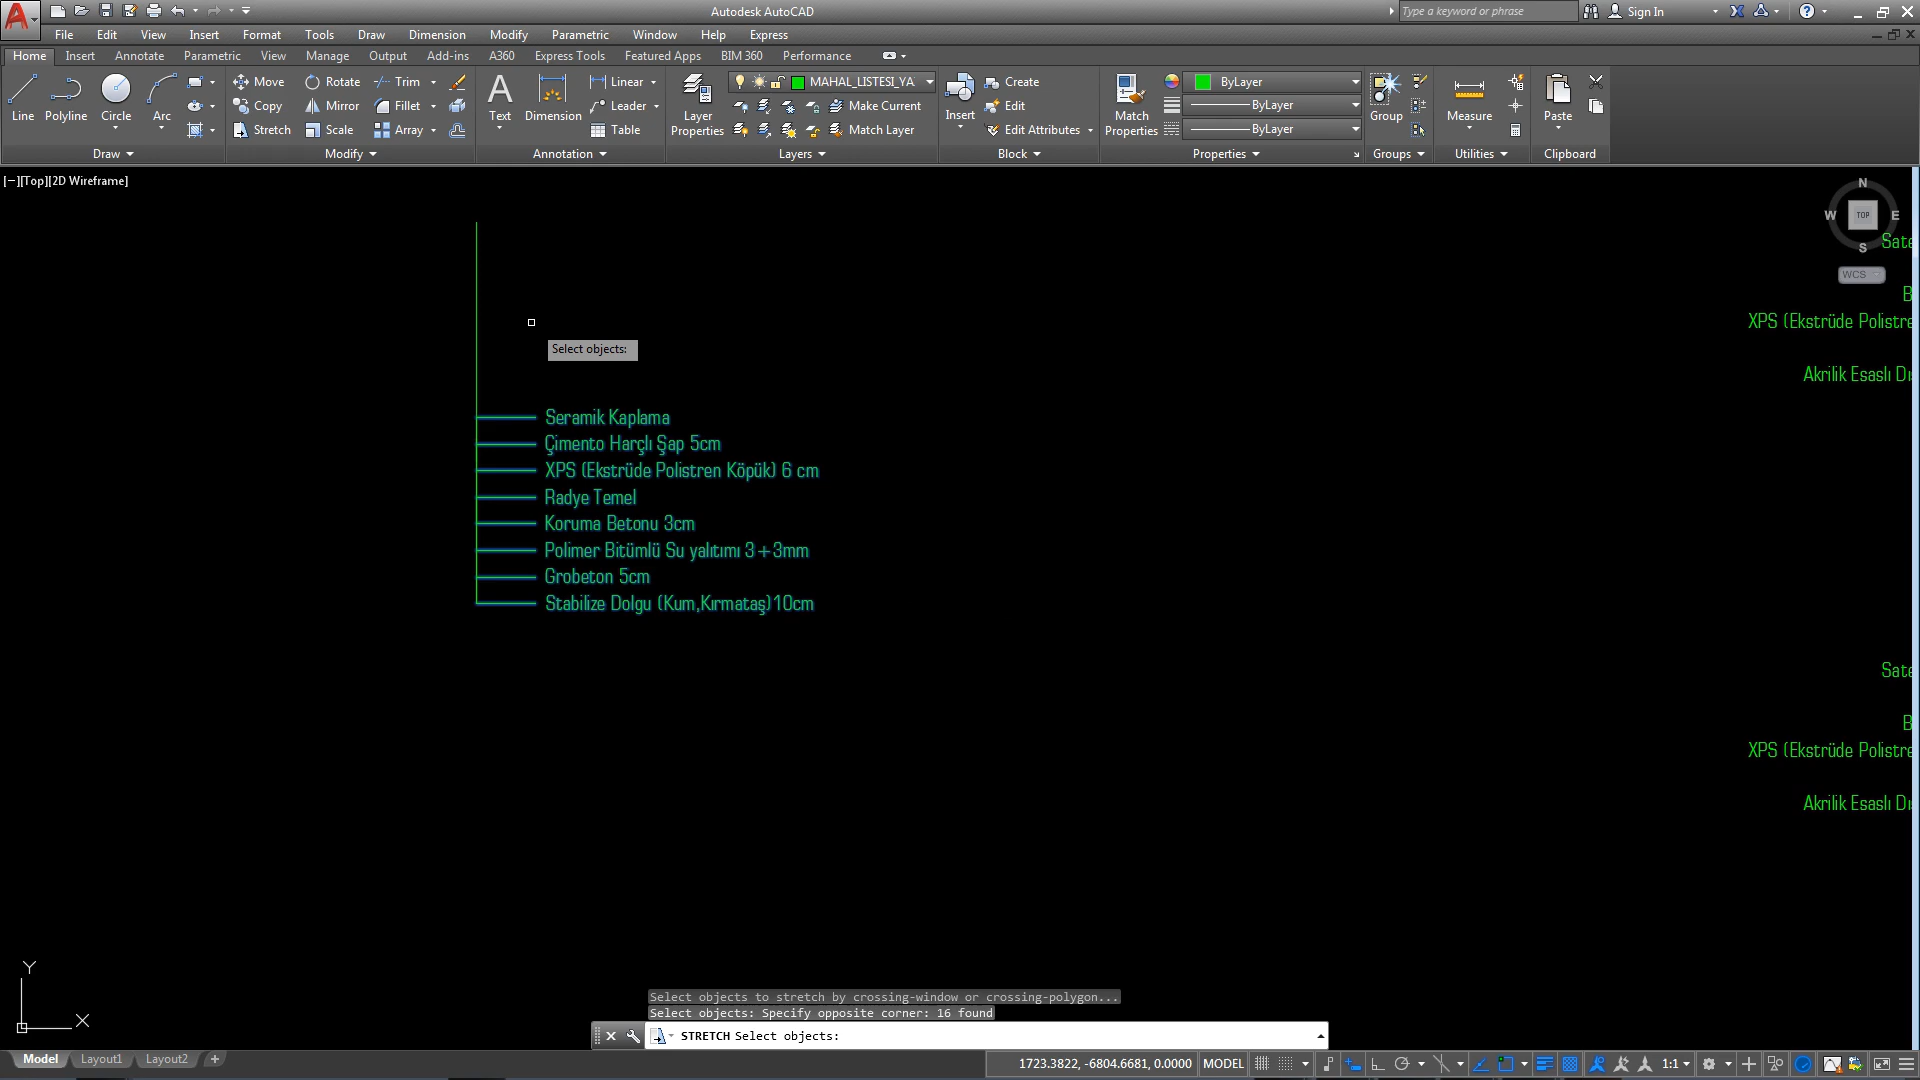 Autodesk AutoCAD
Type a keyword or phrase
Sign In
File Edit View Insert Format Tools Draw Dimension Modify Parametric Window Help Express
Home Insert Annotate Parametric View Manage Output Add-ins A360 Express Tools Featured Apps BIM 360 Performance
Line Polyline Circle Arc
Move Rotate Trim
Copy Mirror Fillet
Stretch Scale Array
Text Dimension
Linear
Leader
Table
Layer Properties
MAHAL_LISTESI_YA
Make Current
Match Layer
Insert
Create
Edit
Edit Attributes
Match Properties
ByLayer
ByLayer
ByLayer
Group
Measure
Paste
Draw Modify Annotation Layers Block Properties Groups Utilities Clipboard
[−][Top][2D Wireframe]
N
W TOP E
S
WCS
Select objects:
Seramik Kaplama
Çimento Harçlı Şap 5cm
XPS (Ekstrüde Polistren Köpük) 6 cm
Radye Temel
Koruma Betonu 3cm
Polimer Bitümlü Su yalıtımı 3+3mm
Grobeton 5cm
Stabilize Dolgu (Kum,Kırmataş)10cm
Sate
B
XPS (Ekstrüde Polistre
Akrilik Esaslı Dı
Sate
B
XPS (Ekstrüde Polistre
Akrilik Esaslı Dı
Y
X
Select objects to stretch by crossing-window or crossing-polygon...
Select objects: Specify opposite corner: 16 found
STRETCH Select objects:
Model Layout1 Layout2 +
1723.3822, -6804.6681, 0.0000 MODEL 1:1